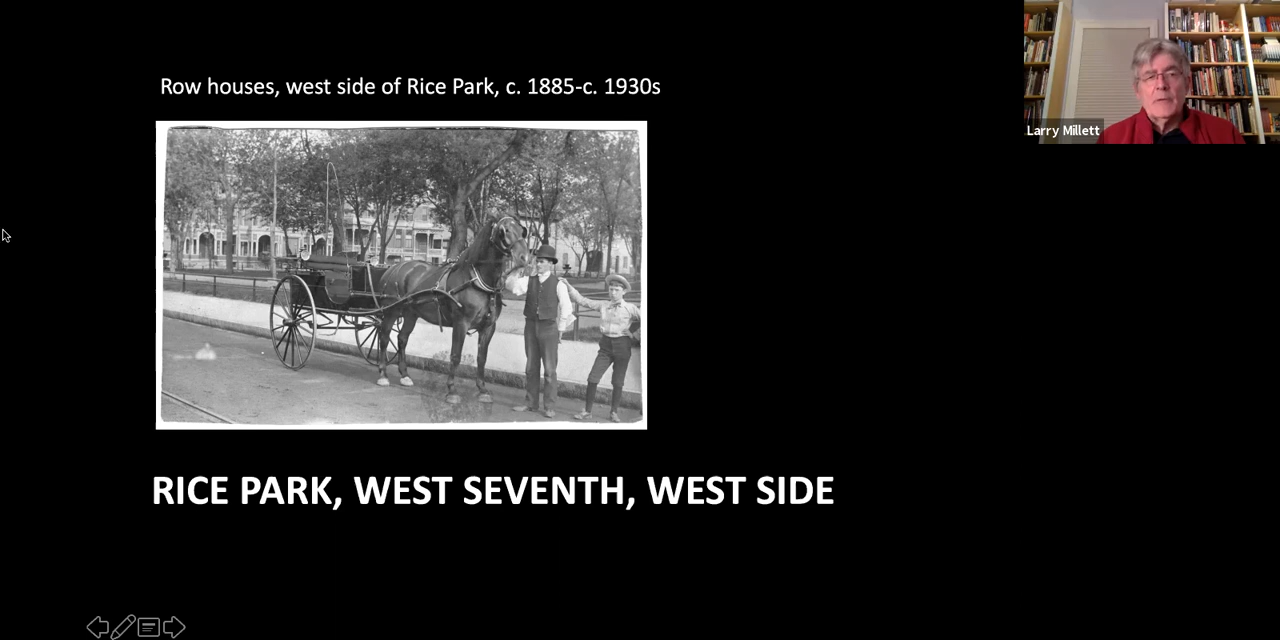 Row houses, west side of Rice Park, c. 1885-c. 1930s
Larry Millett
RICE PARK, WEST SEVENTH, WEST SIDE